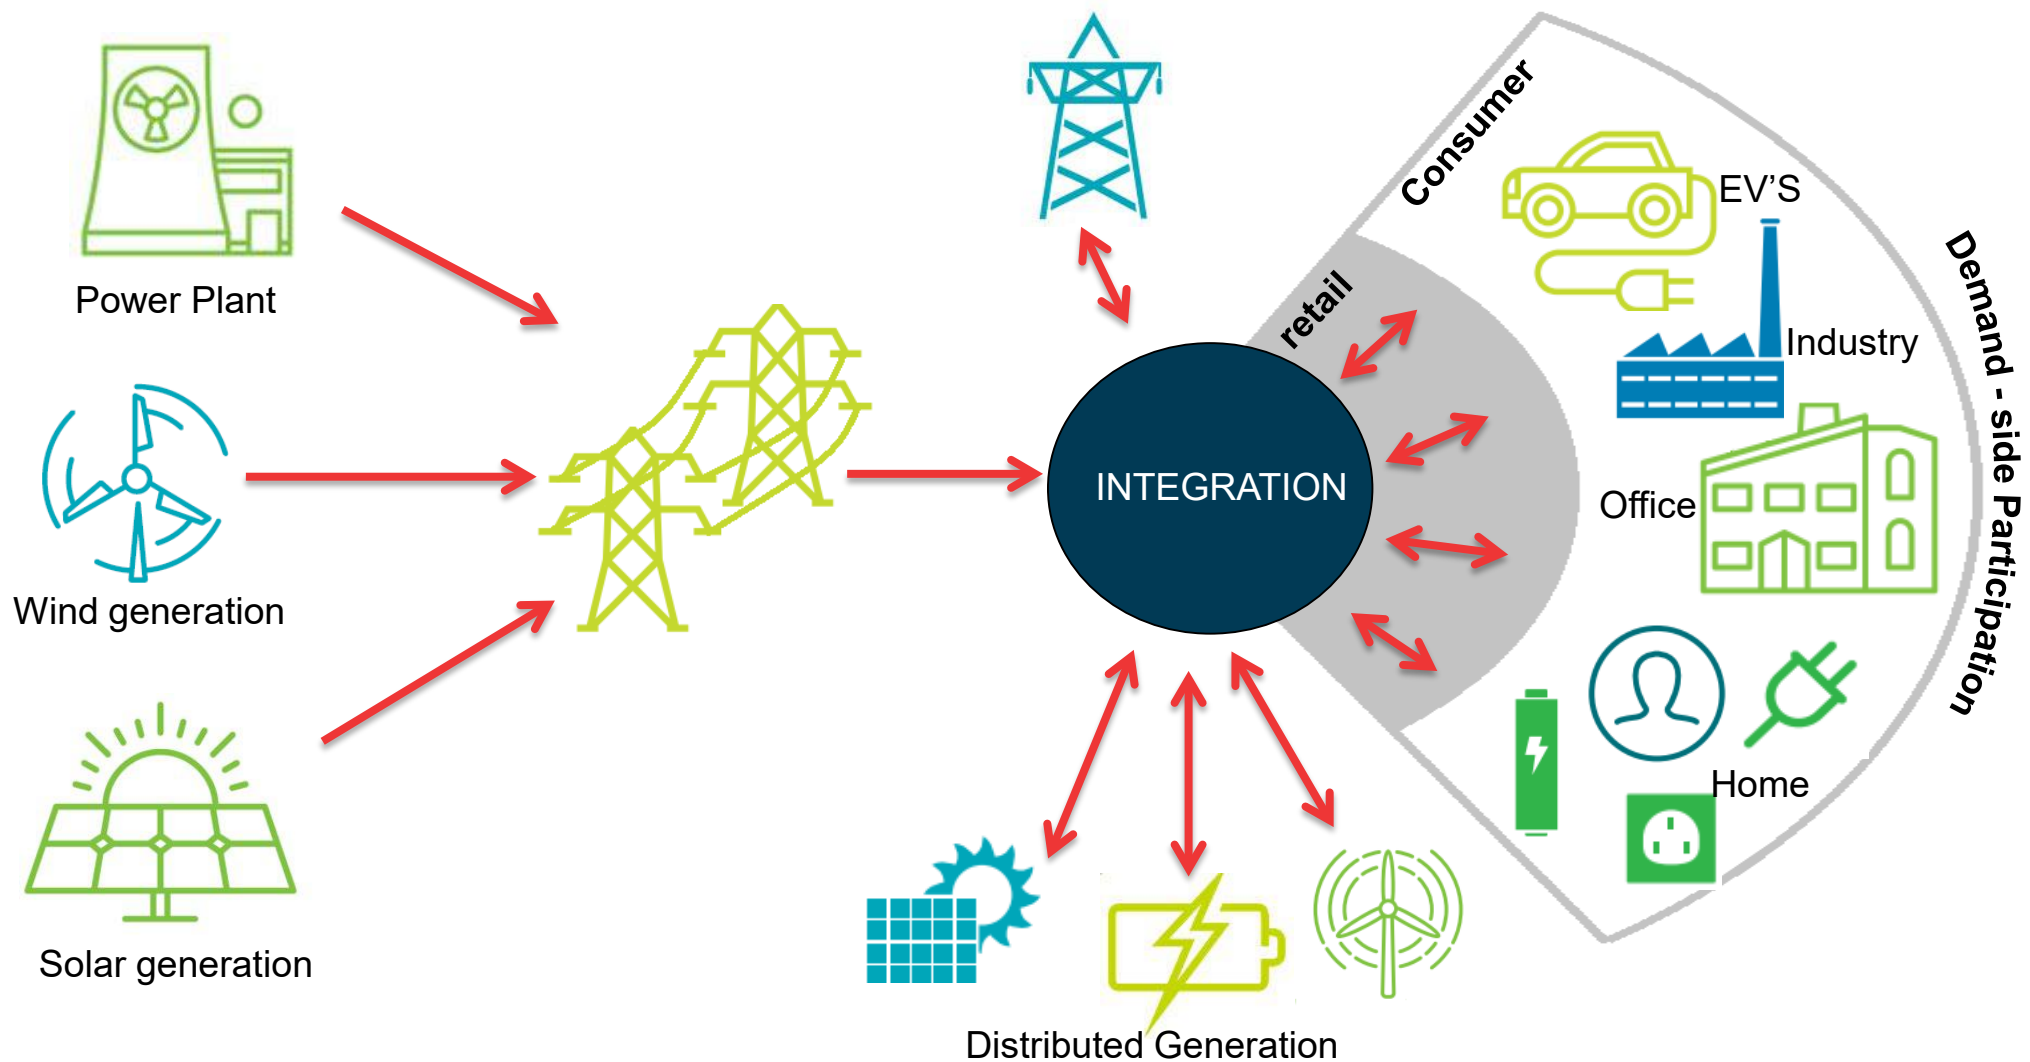 Power Plant
Wind generation
Solar generation
INTEGRATION
Distributed Generation
Consumer
retail
EV’S
Industry
Office
Home
Demand - side Participation